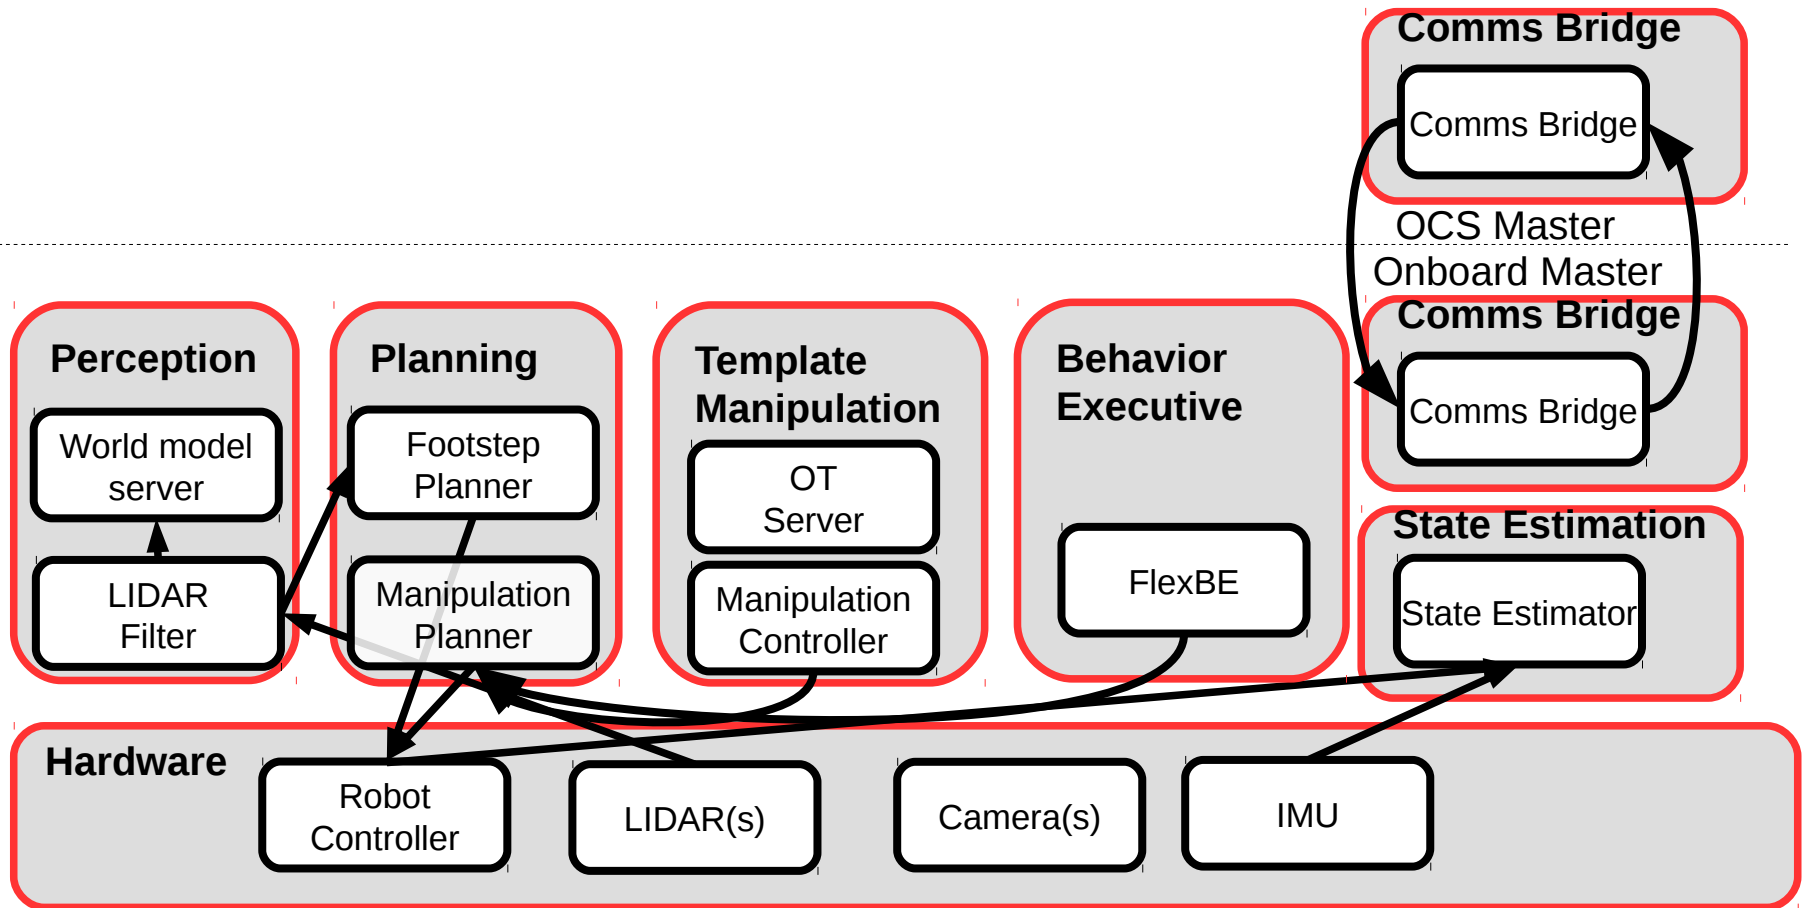 Comms Bridge
Comms Bridge
OCS Master
Onboard Master
Comms Bridge
Comms Bridge
Perception
World model
server
LIDAR
Filter
Planning
Footstep
Planner
Manipulation
Planner
Template
Manipulation
OT
Server
Manipulation
Controller
Behavior
Executive
FlexBE
State Estimation
State Estimator
Hardware
Robot
Controller
LIDAR(s)
Camera(s)
IMU